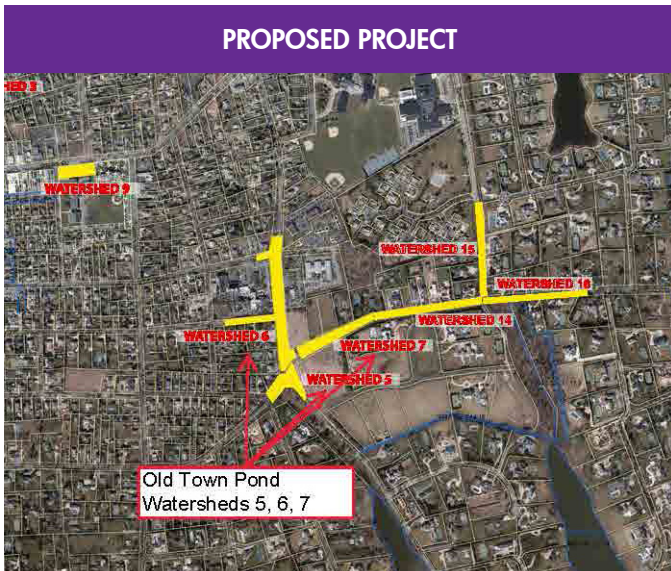 PROPOSED PROJECT
WATERSHED 9
WATERSHED 15
WATERSHED 16
WATERSHED 14
WATERSHED 6
WATERSHED 7
WATERSHED 5
Old Town Pond
Watersheds 5, 6, 7